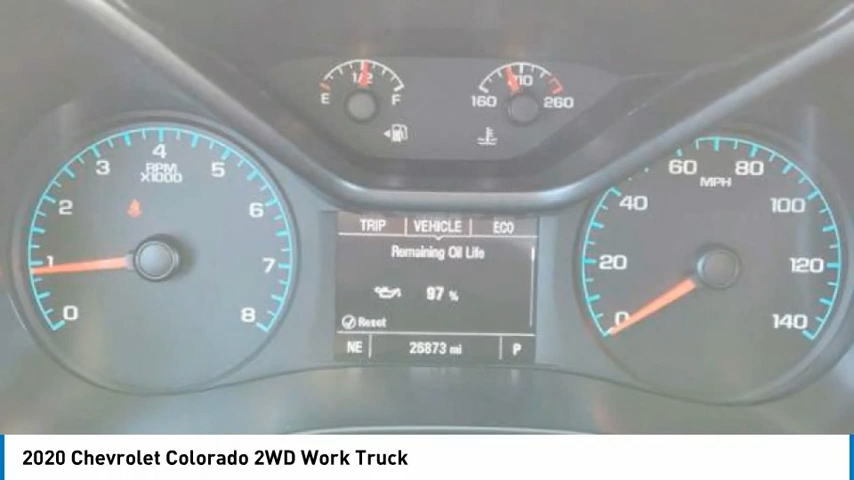 1/2
E F
210
160 260
4
3 RPM 5
X1000
2 6
1 7
0 8
TRIP VEHICLE ECO
Remaining Oil Life
97 %
Reset
NE 26873 mi P
60 80
MPH
40 100
20 120
0 140
2020 Chevrolet Colorado 2WD Work Truck